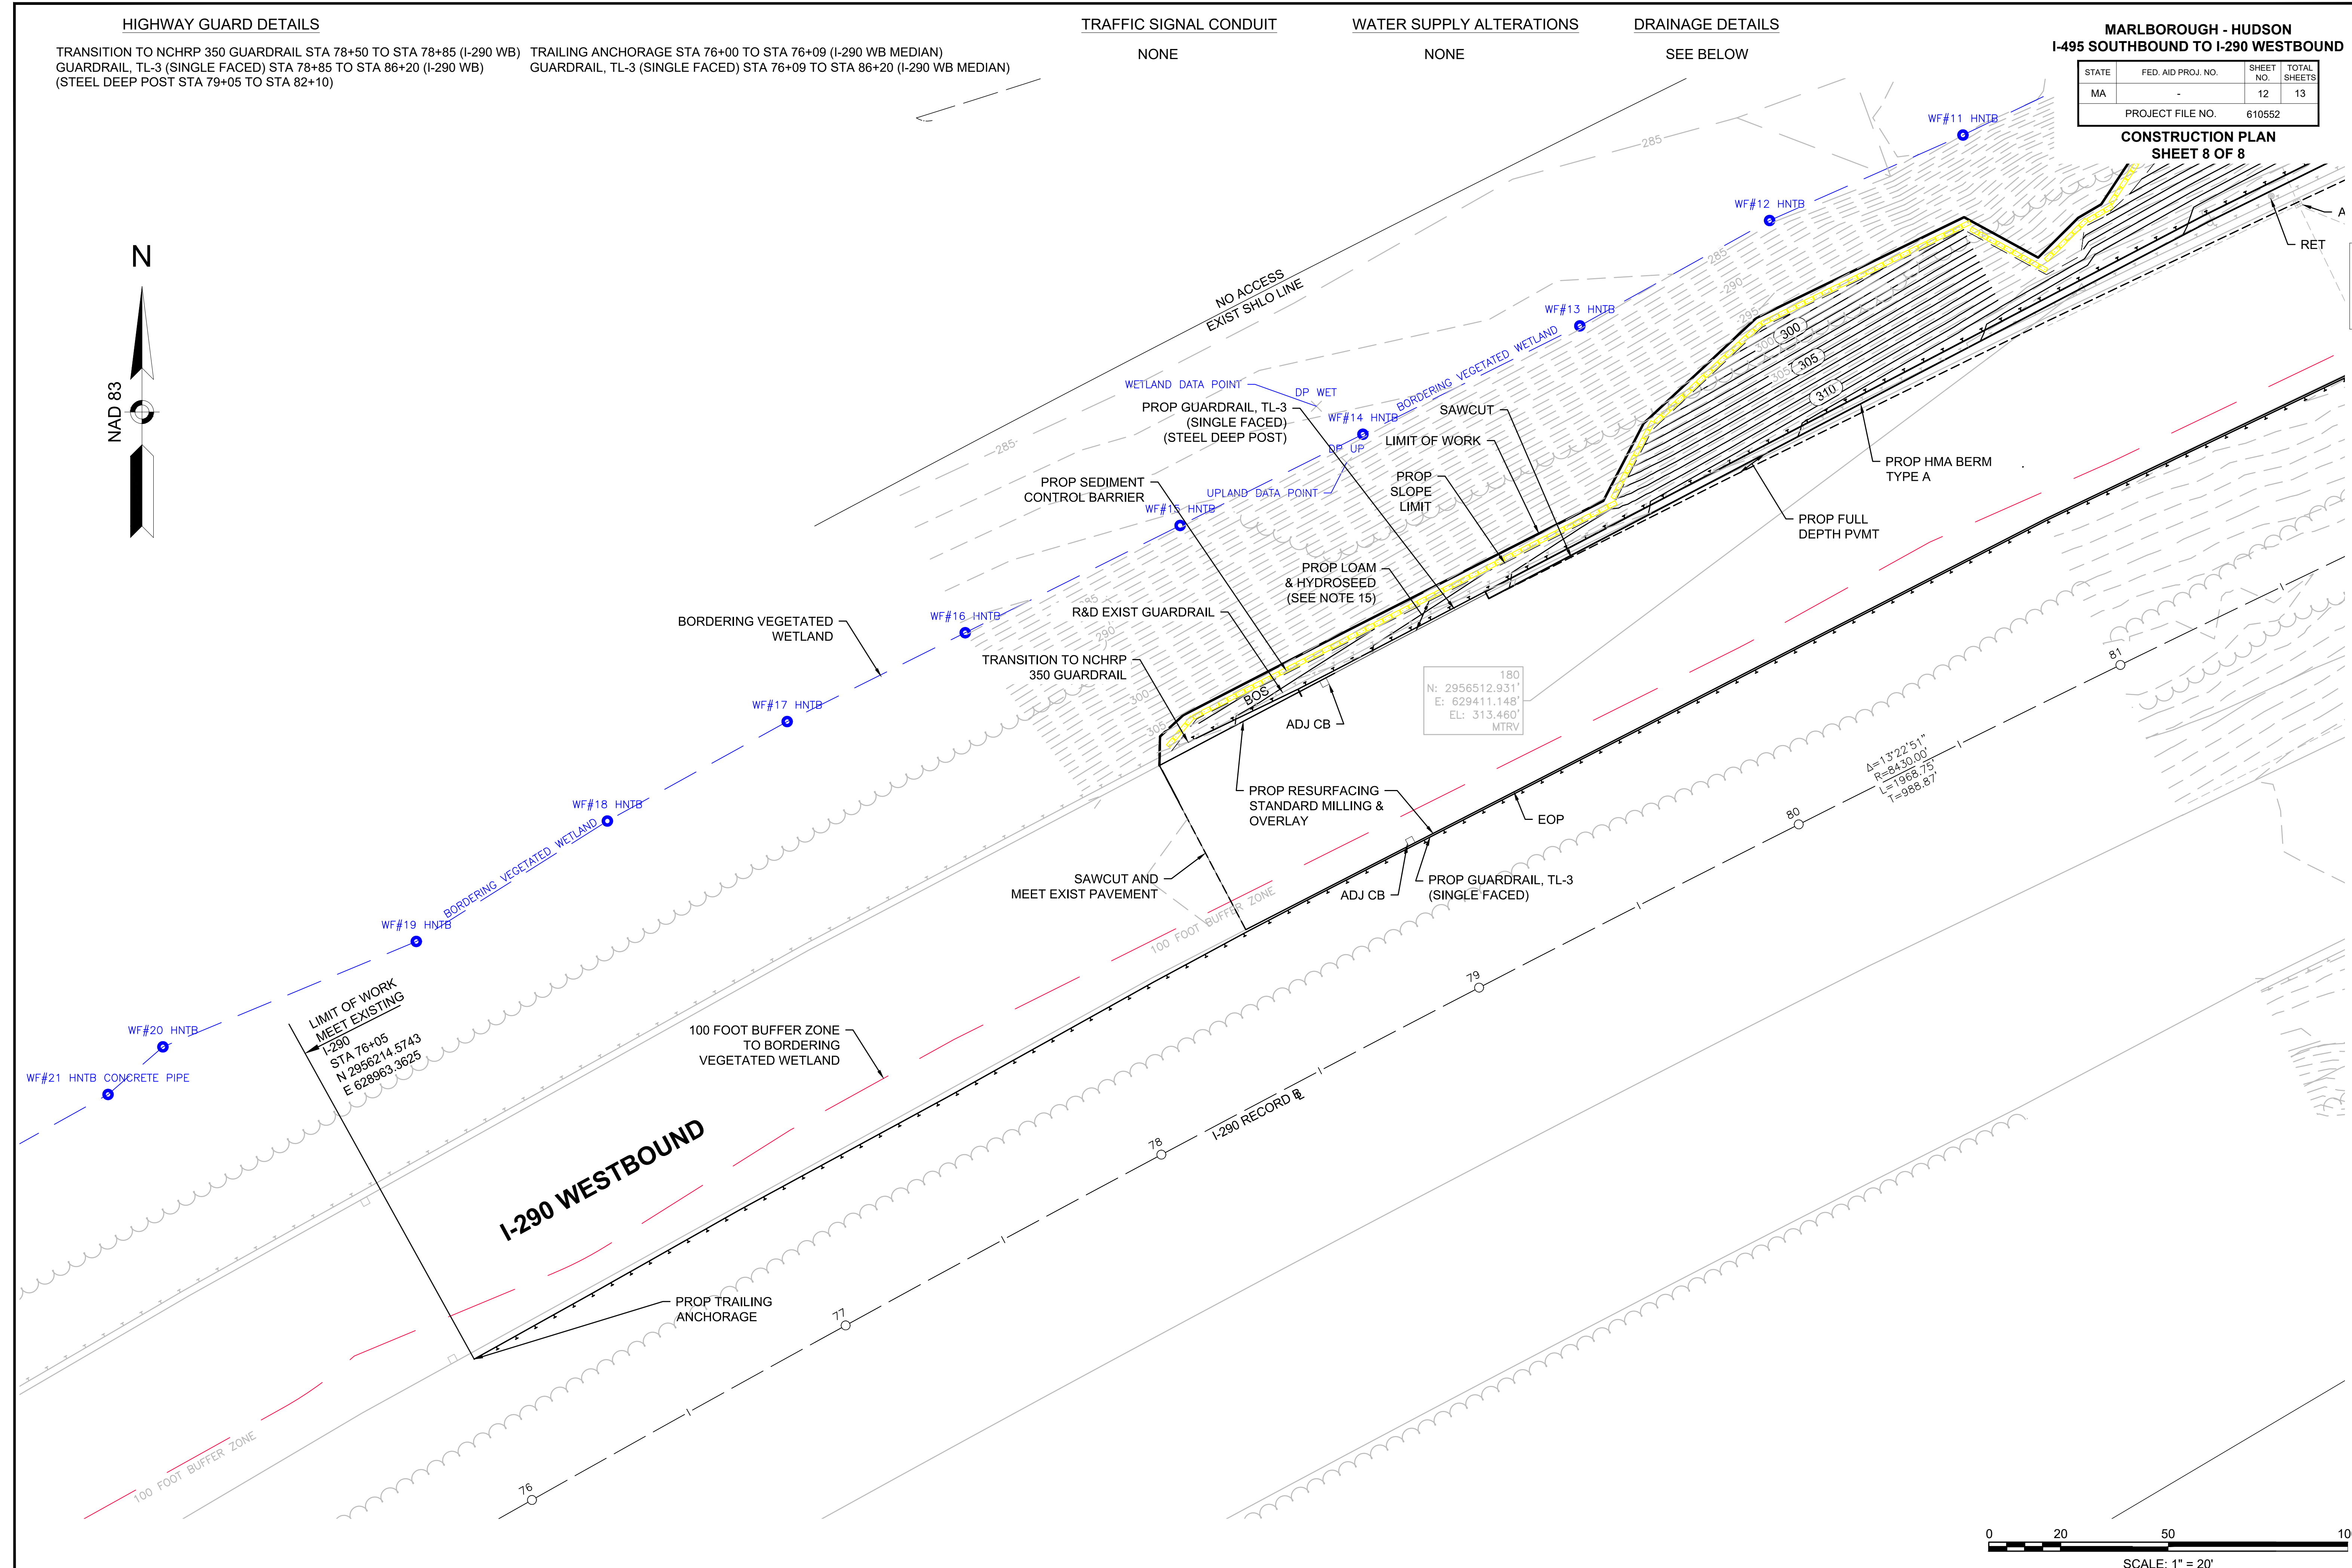 HIGHWAY GUARD DETAILS
TRANSITION TO NCHRP 350 GUARDRAIL STA 78+50 TO STA 78+85 (I-290 WB)
GUARDRAIL, TL-3 (SINGLE FACED) STA 78+85 TO STA 86+20 (I-290 WB)
(STEEL DEEP POST STA 79+05 TO STA 82+10)
TRAILING ANCHORAGE STA 76+00 TO STA 76+09 (I-290 WB MEDIAN)
GUARDRAIL, TL-3 (SINGLE FACED) STA 76+09 TO STA 86+20 (I-290 WB MEDIAN)
TRAFFIC SIGNAL CONDUIT
NONE
WATER SUPPLY ALTERATIONS
NONE
DRAINAGE DETAILS
SEE BELOW
MARLBOROUGH - HUDSON
I-495 SOUTHBOUND TO I-290 WESTBOUND
STATE
FED. AID PROJ. NO.
SHEET
NO.
TOTAL
SHEETS
MA
-
12
13
PROJECT FILE NO.
610552
CONSTRUCTION PLAN
SHEET 8 OF 8
N
NAD 83
WF#11 HNTB
285
WF#12 HNTB
A
RET
285
290
NO ACCESS
EXIST SHLO LINE
WF#13 HNTB
295
300
300
305
305
310
BORDERING VEGETATED WETLAND
WETLAND DATA POINT
DP WET
PROP GUARDRAIL, TL-3
(SINGLE FACED)
(STEEL DEEP POST)
WF#14 HNTB
SAWCUT
LIMIT OF WORK
DP UP
285
PROP HMA BERM
TYPE A
PROP SEDIMENT
CONTROL BARRIER
UPLAND DATA POINT
PROP
SLOPE
LIMIT
WF#15 HNTB
PROP FULL
DEPTH PVMT
PROP LOAM
& HYDROSEED
(SEE NOTE 15)
285
R&D EXIST GUARDRAIL
WF#16 HNTB
BORDERING VEGETATED
WETLAND
290
TRANSITION TO NCHRP
350 GUARDRAIL
300
BOS
305
180
N: 2956512.931'
E: 629411.148'
EL: 313.460'
MTRV
81
WF#17 HNTB
ADJ CB
Δ=13°22'51"
R=8430.00'
L=1968.75'
T=988.87'
PROP RESURFACING
STANDARD MILLING &
OVERLAY
WF#18 HNTB
EOP
80
BORDERING VEGETATED WETLAND
SAWCUT AND
MEET EXIST PAVEMENT
ADJ CB
PROP GUARDRAIL, TL-3
(SINGLE FACED)
WF#19 HNTB
100 FOOT BUFFER ZONE
79
LIMIT OF WORK
MEET EXISTING
I-290
STA 76+05
N 2956214.5743
E 628963.3625
WF#20 HNTB
100 FOOT BUFFER ZONE
TO BORDERING
VEGETATED WETLAND
WF#21 HNTB CONCRETE PIPE
I-290 RECORD BL
78
I-290 WESTBOUND
PROP TRAILING
ANCHORAGE
77
100 FOOT BUFFER ZONE
76
0 20 50 10
SCALE: 1" = 20'